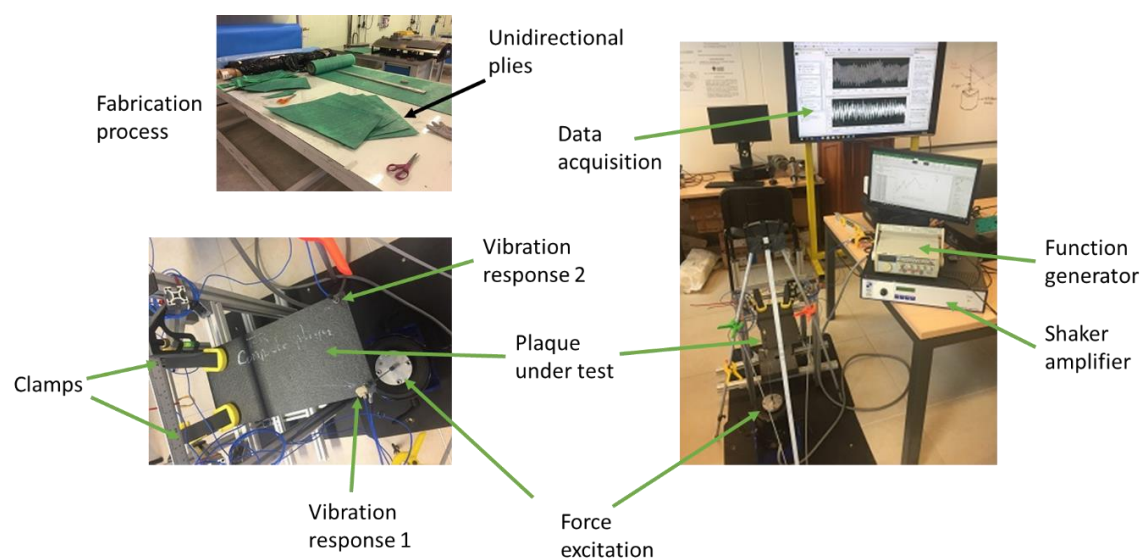 Unidirectional
plies
Fabrication
process
Data
acquisition
Vibration
response 2
Function
generator
Plaque
under test
Shaker
amplifier
Clamps
Vibration
response 1
Force
excitation